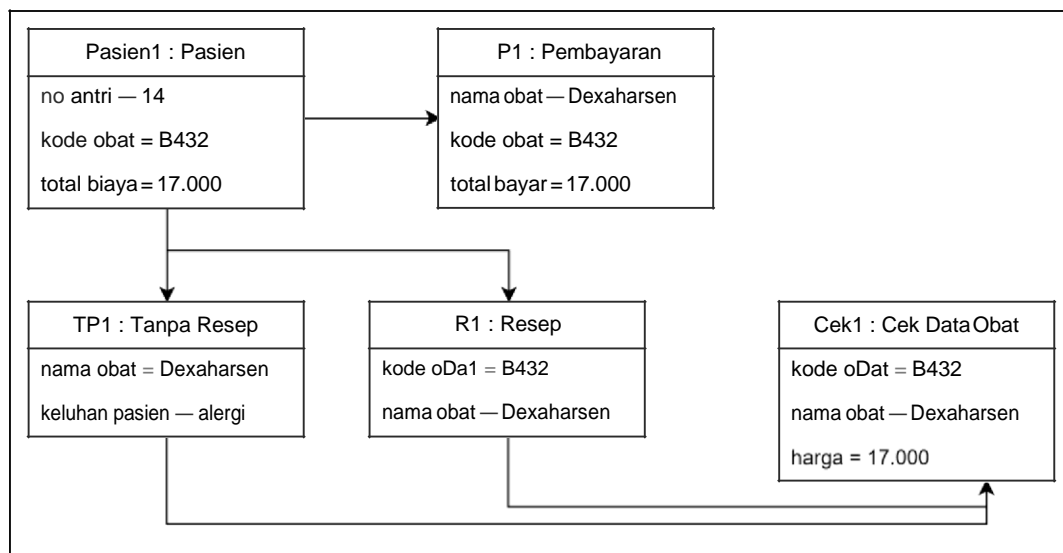 Pasien1 : Pasien
no antri — 14
kode obat = B432
total biaya = 17.000
P1 : Pembayaran
nama obat — Dexaharsen
kode obat = B432
total bayar = 17.000
TP1 : Tanpa Resep
nama obat = Dexaharsen
keluhan pasien — alergi
R1 : Resep
kode oDa1 = B432
nama obat — Dexaharsen
Cek1 : Cek Data Obat
kode oDat = B432
nama obat — Dexaharsen
harga = 17.000